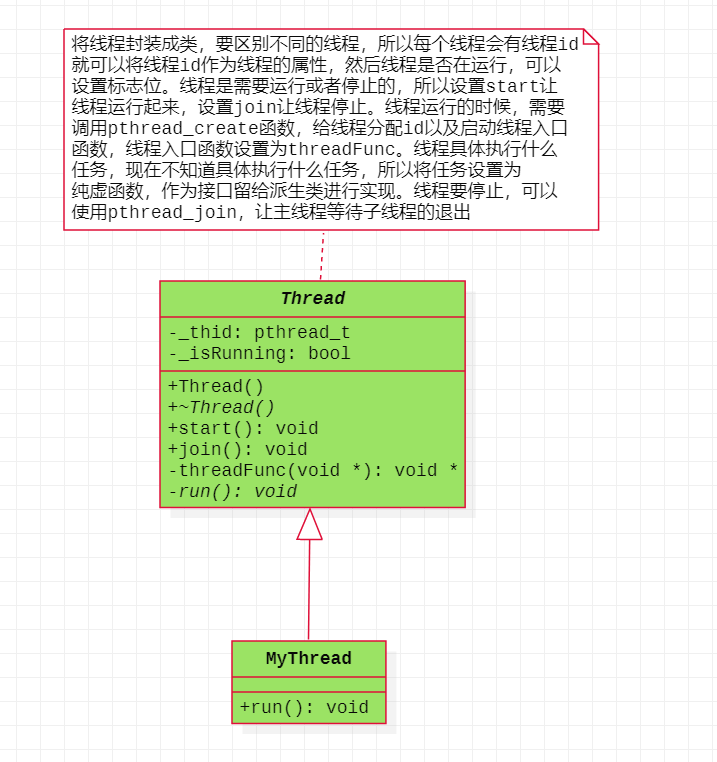 将线程封装成类，要区别不同的线程，所以每个线程会有线程id
就可以将线程id作为线程的属性，然后线程是否在运行，可以
设置标志位。线程是需要运行或者停止的，所以设置start让
线程运行起来，设置join让线程停止。线程运行的时候，需要
调用pthread_create函数，给线程分配id以及启动线程入口
函数，线程入口函数设置为threadFunc。线程具体执行什么
任务，现在不知道具体执行什么任务，所以将任务设置为
纯虚函数，作为接口留给派生类进行实现。线程要停止，可以
使用pthread_join，让主线程等待子线程的退出
Thread
-_thid: pthread_t
-_isRunning: bool
+Thread()
+~Thread()
+start(): void
+join(): void
-threadFunc(void *): void *
-run(): void
MyThread
+run(): void